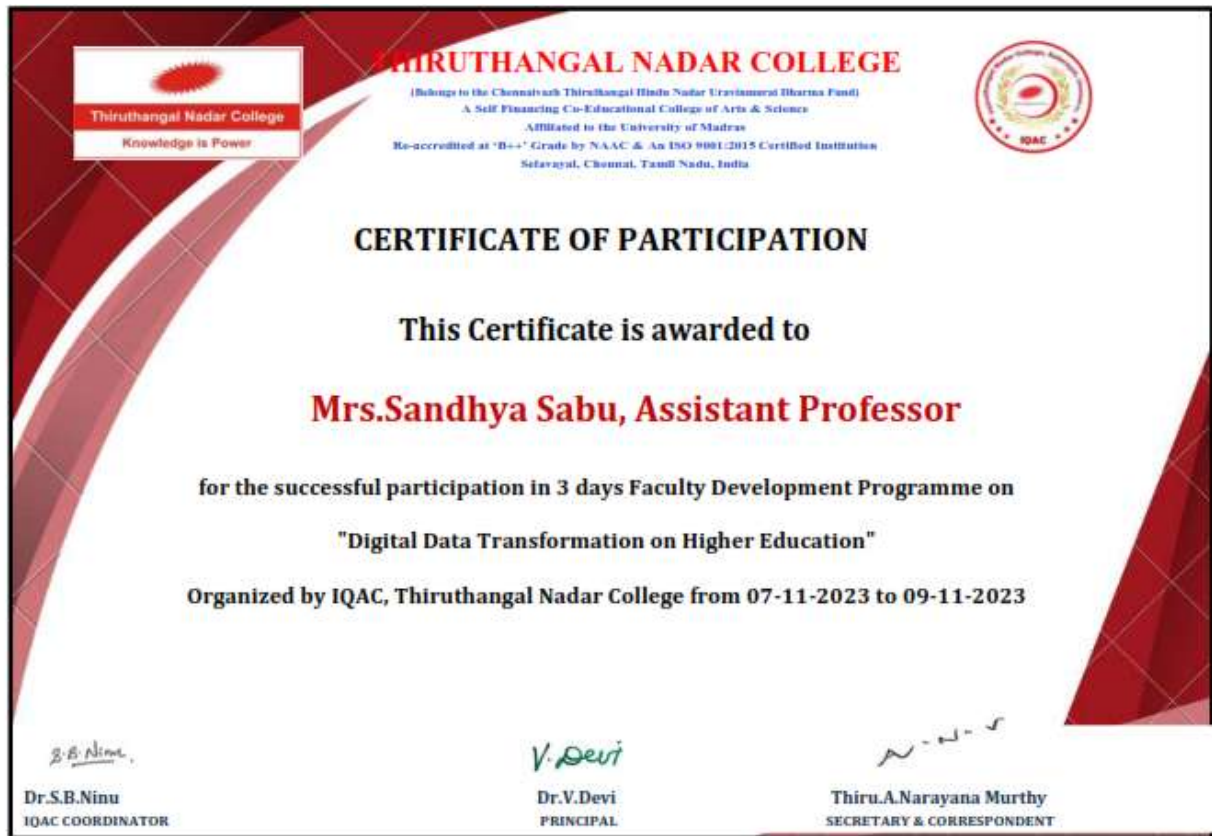 Thiruthangal Nadar College
Knowledge is Power
THIRUTHANGAL NADAR COLLEGE
(Belongs to the Chennaivazh Thiruthangal Hindu Nadar Uravinmurai Dharma Fund)
A Self Financing Co-Educational College of Arts & Science
Affiliated to the University of Madras
Re-accredited at 'B++' Grade by NAAC & An ISO 9001:2015 Certified Institution
Selavayal, Chennai, Tamil Nadu, India
IQAC
CERTIFICATE OF PARTICIPATION
This Certificate is awarded to
Mrs.Sandhya Sabu, Assistant Professor
for the successful participation in 3 days Faculty Development Programme on
"Digital Data Transformation on Higher Education"
Organized by IQAC, Thiruthangal Nadar College from 07-11-2023 to 09-11-2023
S.B.Ninu.
V.Devi
Dr.S.B.Ninu
IQAC COORDINATOR
Dr.V.Devi
PRINCIPAL
Thiru.A.Narayana Murthy
SECRETARY & CORRESPONDENT